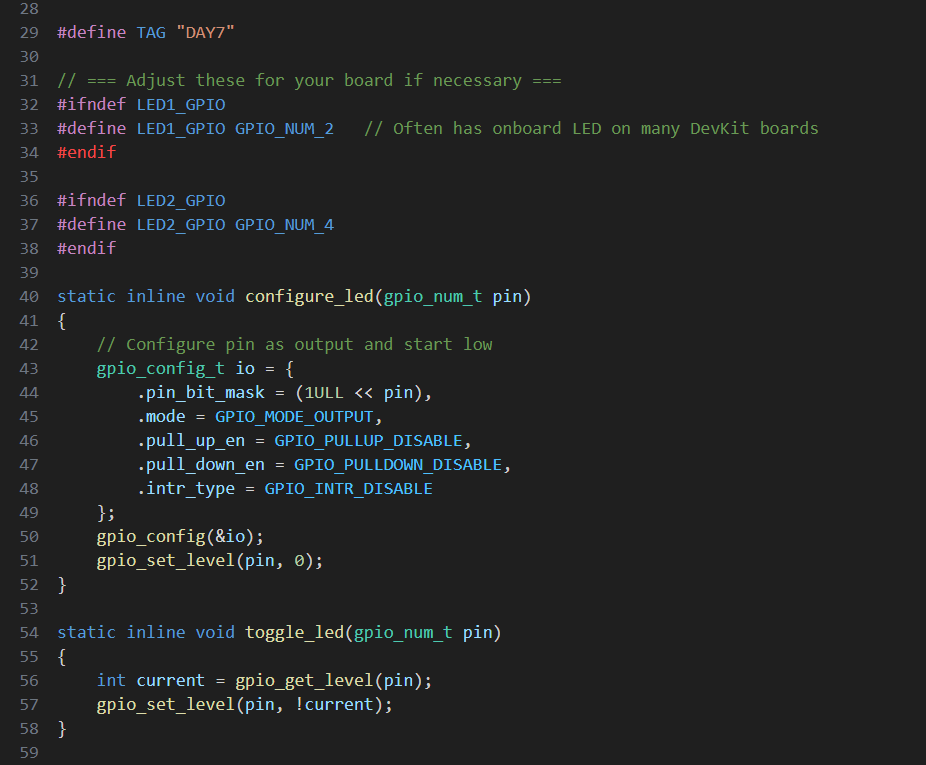 28
29 #define TAG "DAY7"
30
31 // === Adjust these for your board if necessary ===
32 #ifndef LED1_GPIO
33 #define LED1_GPIO GPIO_NUM_2   // Often has onboard LED on many DevKit boards
34 #endif
35
36 #ifndef LED2_GPIO
37 #define LED2_GPIO GPIO_NUM_4
38 #endif
39
40 static inline void configure_led(gpio_num_t pin)
41 {
42     // Configure pin as output and start low
43     gpio_config_t io = {
44         .pin_bit_mask = (1ULL << pin),
45         .mode = GPIO_MODE_OUTPUT,
46         .pull_up_en = GPIO_PULLUP_DISABLE,
47         .pull_down_en = GPIO_PULLDOWN_DISABLE,
48         .intr_type = GPIO_INTR_DISABLE
49     };
50     gpio_config(&io);
51     gpio_set_level(pin, 0);
52 }
53
54 static inline void toggle_led(gpio_num_t pin)
55 {
56     int current = gpio_get_level(pin);
57     gpio_set_level(pin, !current);
58 }
59